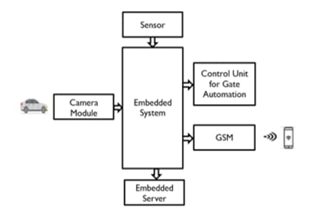 Sensor
Camera
Module
Embedded
System
Control Unit
for Gate
Automation
GSM
Embedded
Server